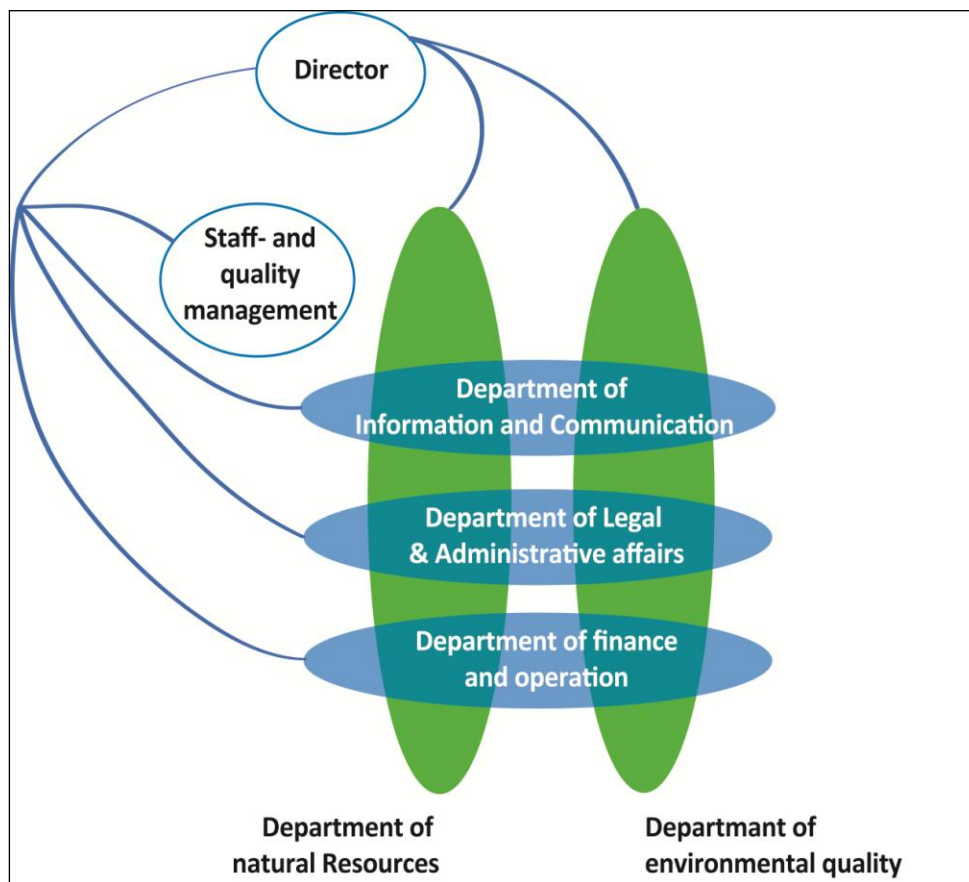 Director
Staff- and
quality
management
Department of
Information and Communication
Department of Legal
& Administrative affairs
Department of finance
and operation
Department of
natural Resources
Departmant of
environmental quality